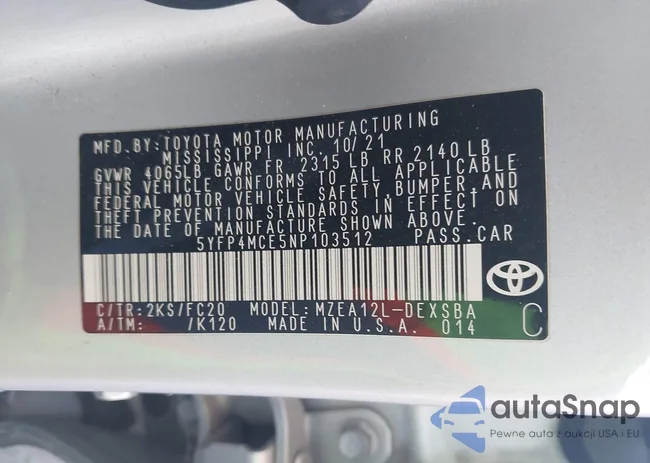 MFD.BY:TOYOTA MOTOR MANUFACTURING
MISSISSIPPI INC. 10/21
GVWR 4065LB GAWR FR 2315 LB RR 2140 LB
THIS VEHICLE CONFORMS TO ALL APPLICABLE
FEDERAL MOTOR VEHICLE SAFETY,BUMPER,AND
THEFT PREVENTION STANDARDS IN EFFECT ON
THE DATE OF MANUFACTURE SHOWN ABOVE.
5YFP4MCE5NP103512 PASS.CAR
C/TR:2KS/FC20 MODEL:MZEA12L-DEXSBA
A/TM: /K120 MADE IN U.S.A. 014 C
autoSnap
Pewne auta z aukcji USA i EU